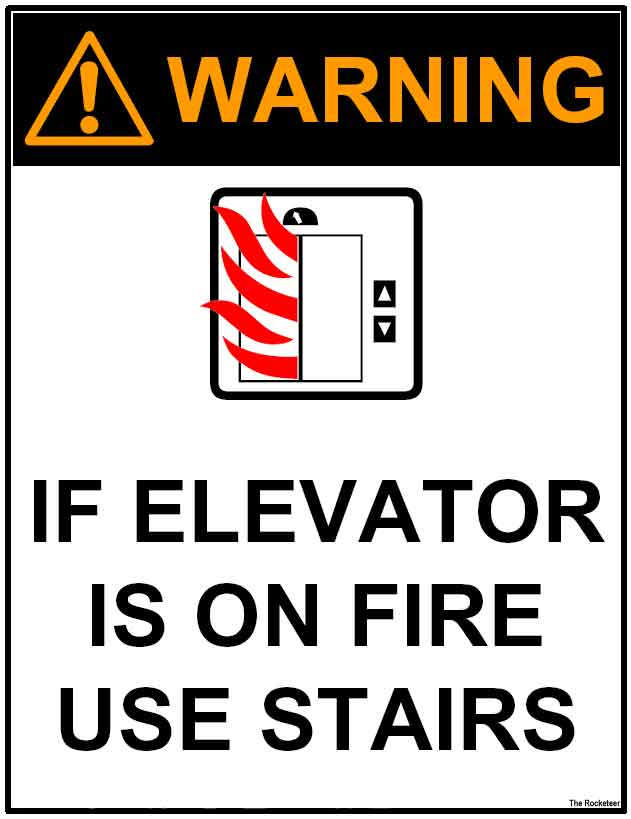 WARNING
IF ELEVATOR
IS ON FIRE
USE STAIRS
The Rocketeer